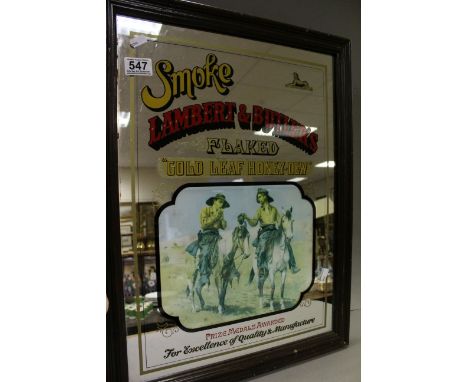 547
Smoke
LAMBERT & BUTLER'S
FLAKED
"GOLD LEAF HONEY-DEW"
PRIZE MEDALS AWARDED
For Excellence of Quality & Manufacture